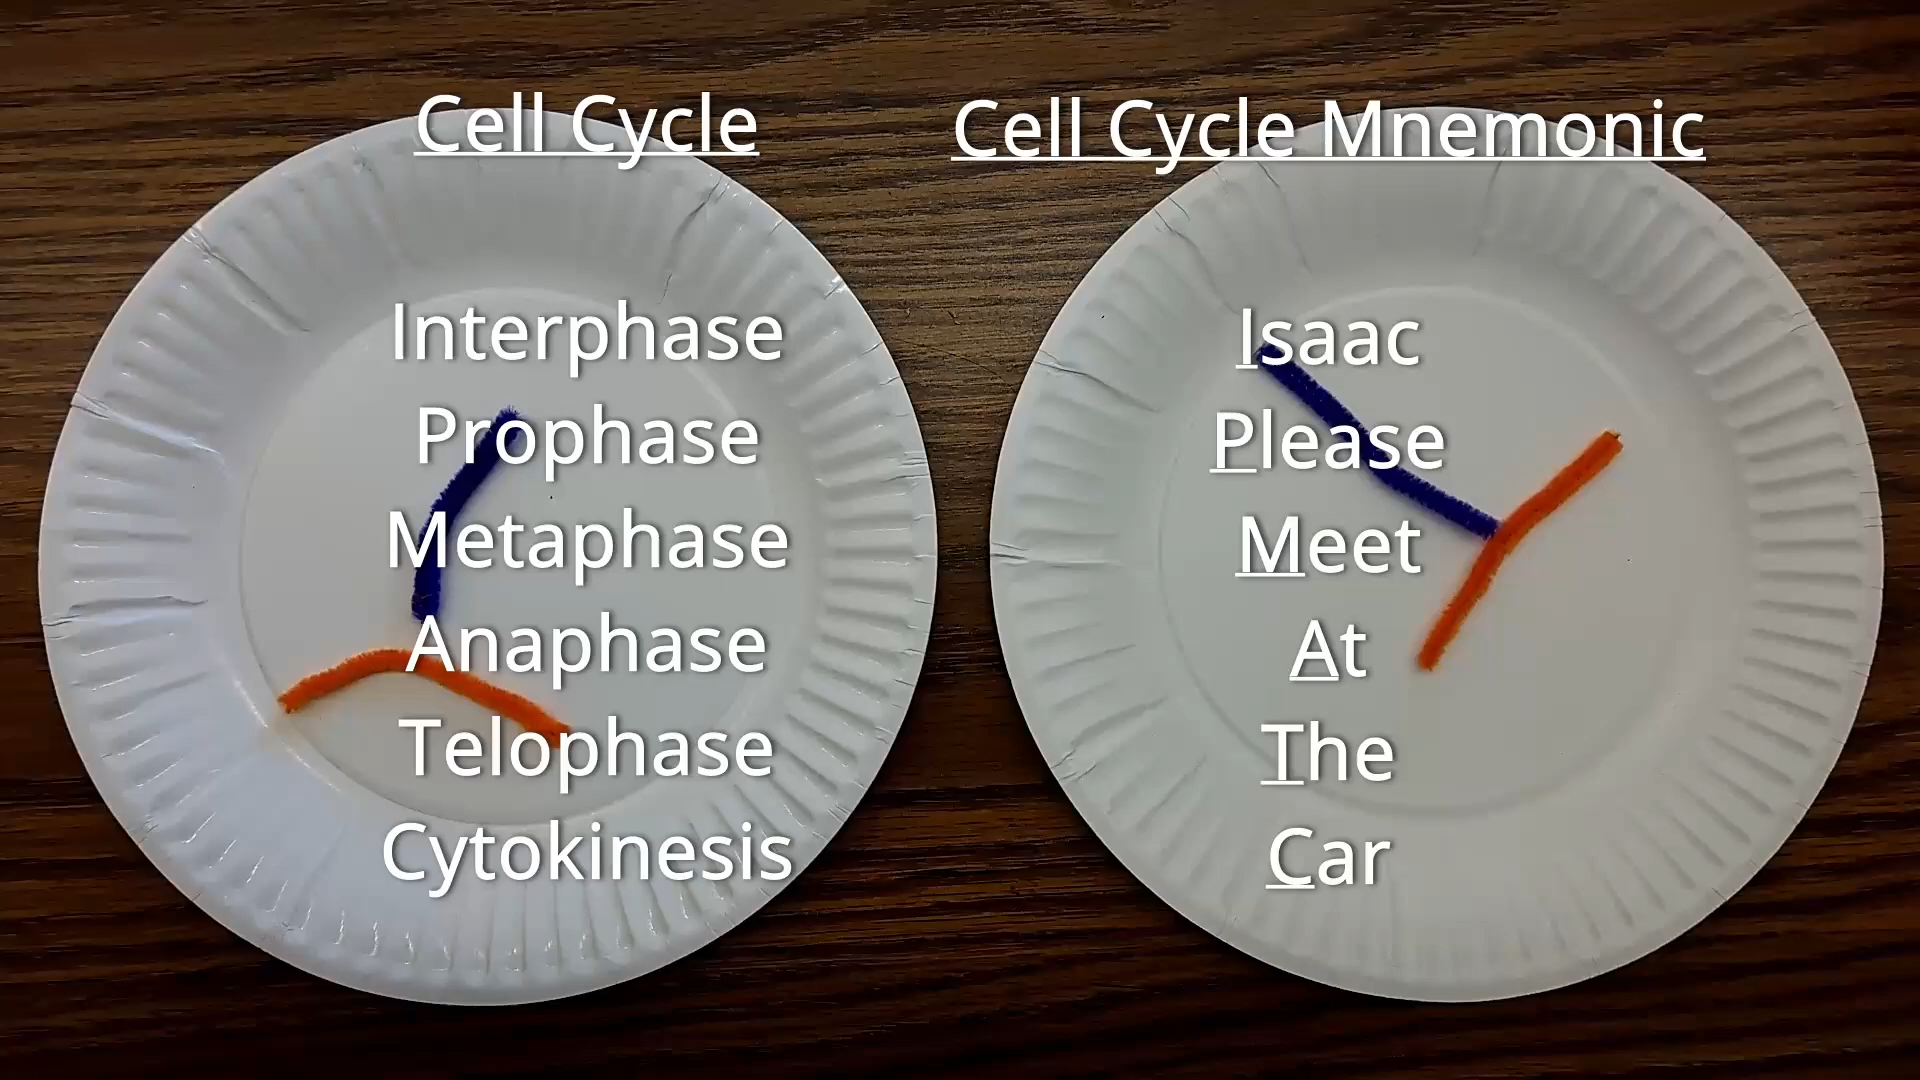 Cell Cycle
Interphase
Prophase
Metaphase
Anaphase
Telophase
Cytokinesis
Cell Cycle Mnemonic
Isaac
Please
Meet
At
The
Car